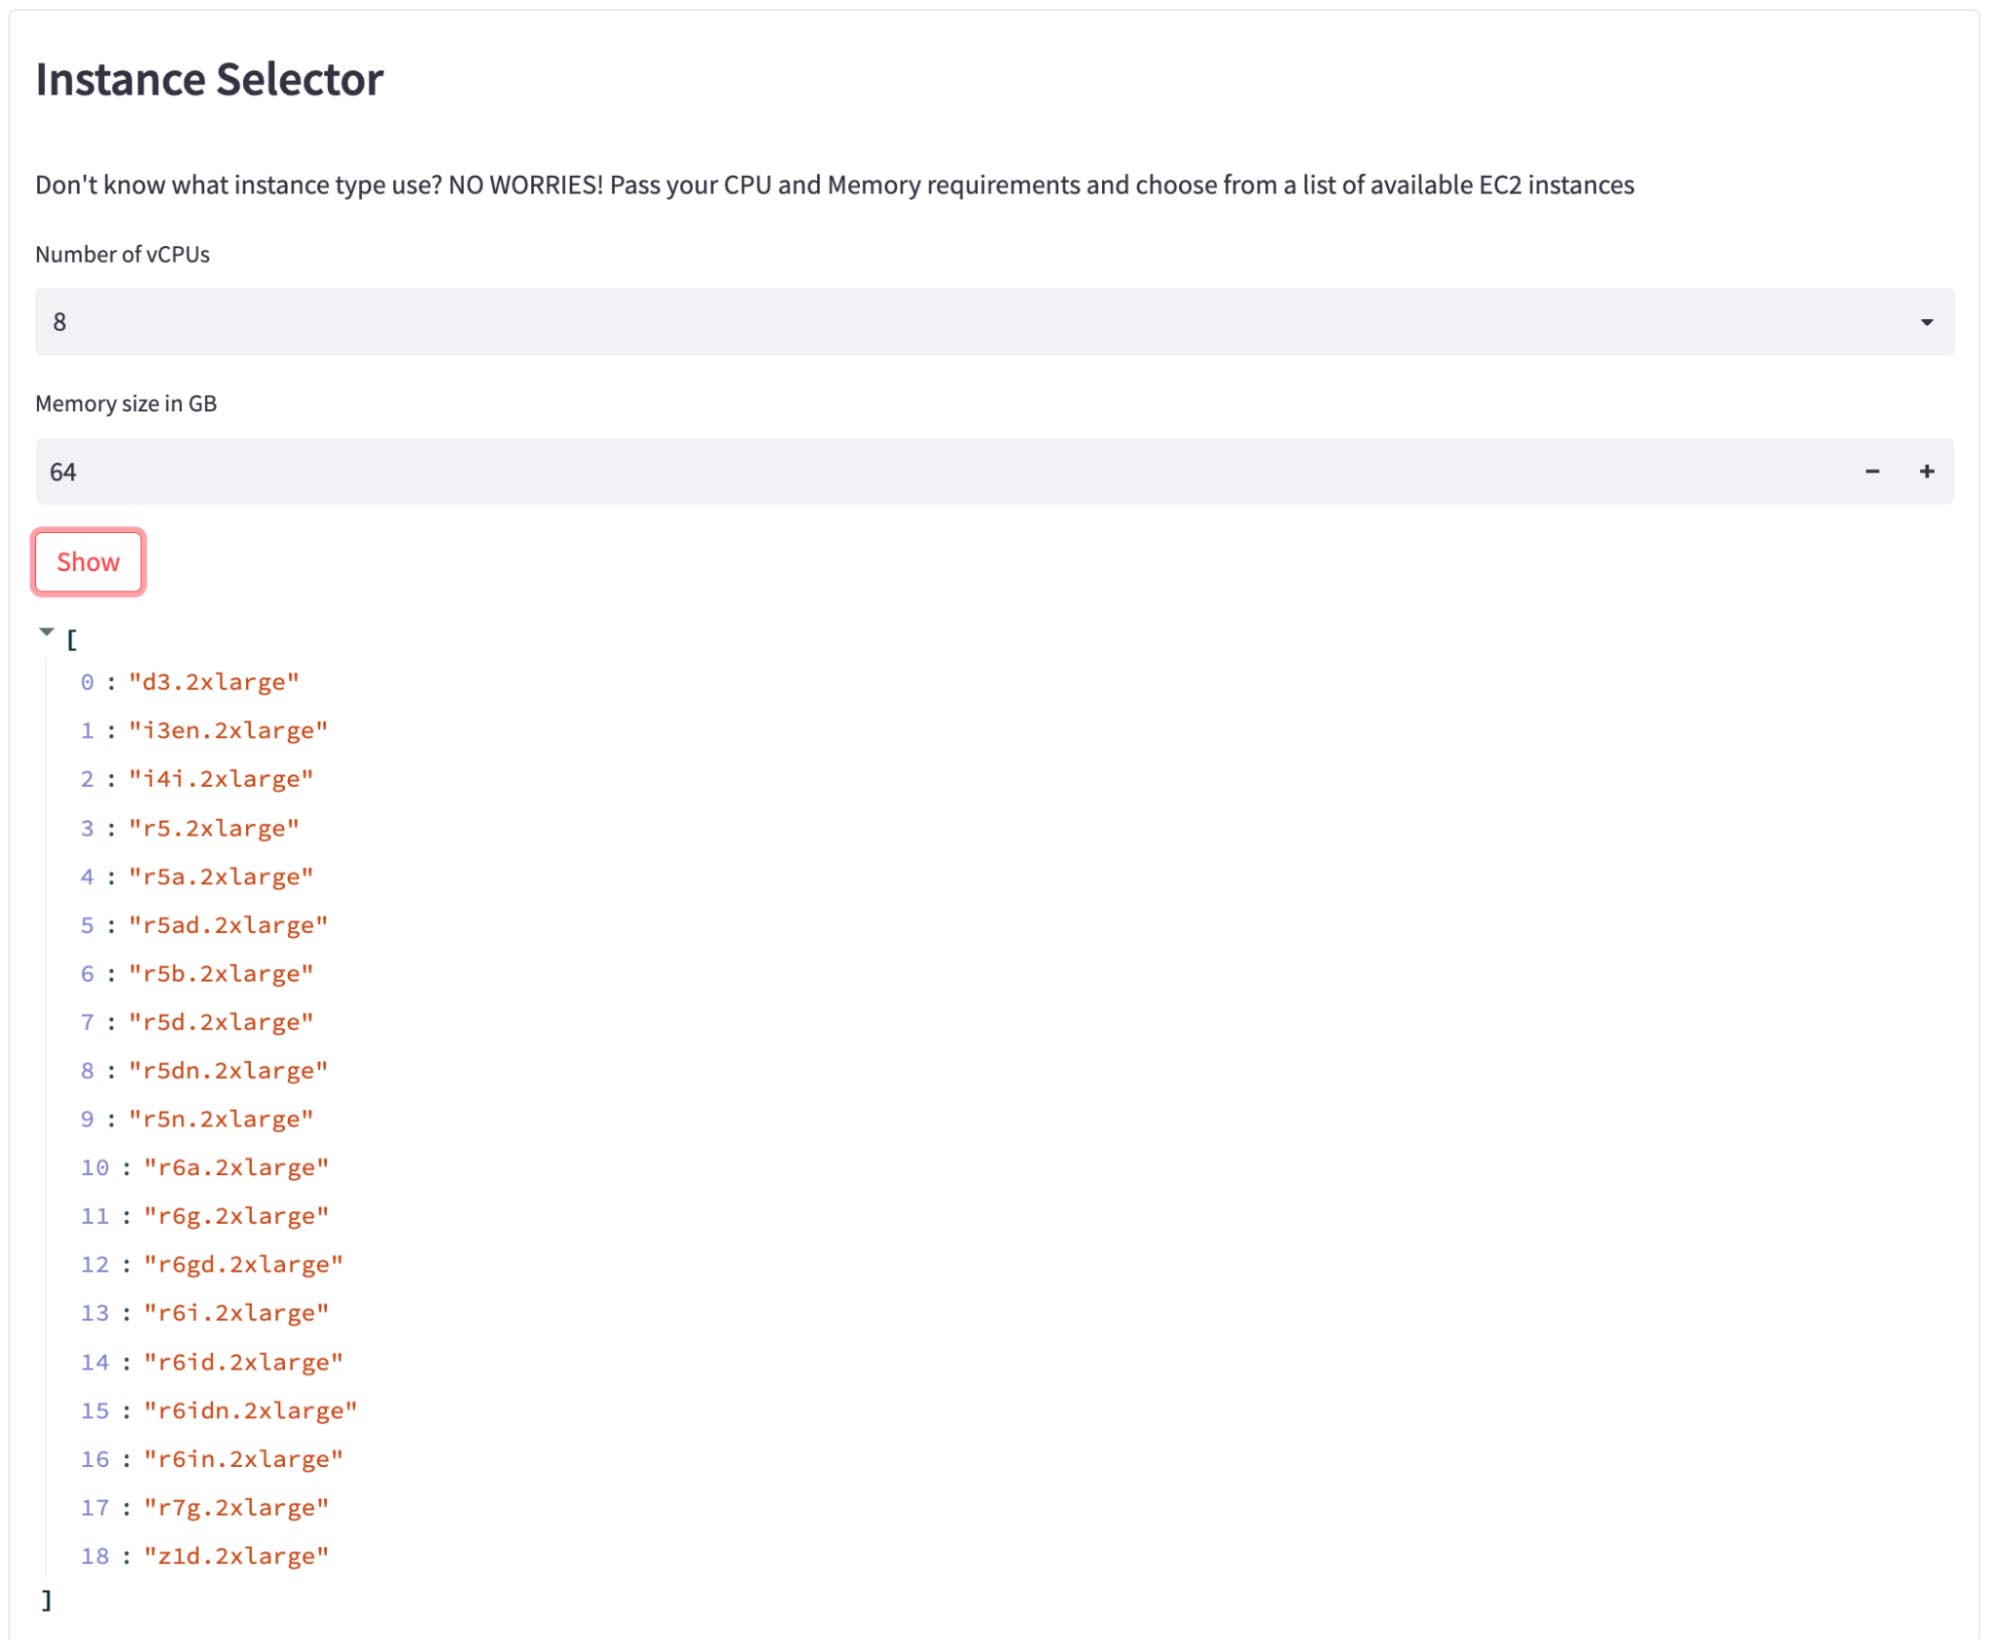 Instance Selector
Don't know what instance type use? NO WORRIES! Pass your CPU and Memory requirements and choose from a list of available EC2 instances
Number of vCPUs
8
Memory size in GB
64
Show
[
0 : "d3.2xlarge"
1 : "i3en.2xlarge"
2 : "i4i.2xlarge"
3 : "r5.2xlarge"
4 : "r5a.2xlarge"
5 : "r5ad.2xlarge"
6 : "r5b.2xlarge"
7 : "r5d.2xlarge"
8 : "r5dn.2xlarge"
9 : "r5n.2xlarge"
10 : "r6a.2xlarge"
11 : "r6g.2xlarge"
12 : "r6gd.2xlarge"
13 : "r6i.2xlarge"
14 : "r6id.2xlarge"
15 : "r6idn.2xlarge"
16 : "r6in.2xlarge"
17 : "r7g.2xlarge"
18 : "z1d.2xlarge"
]